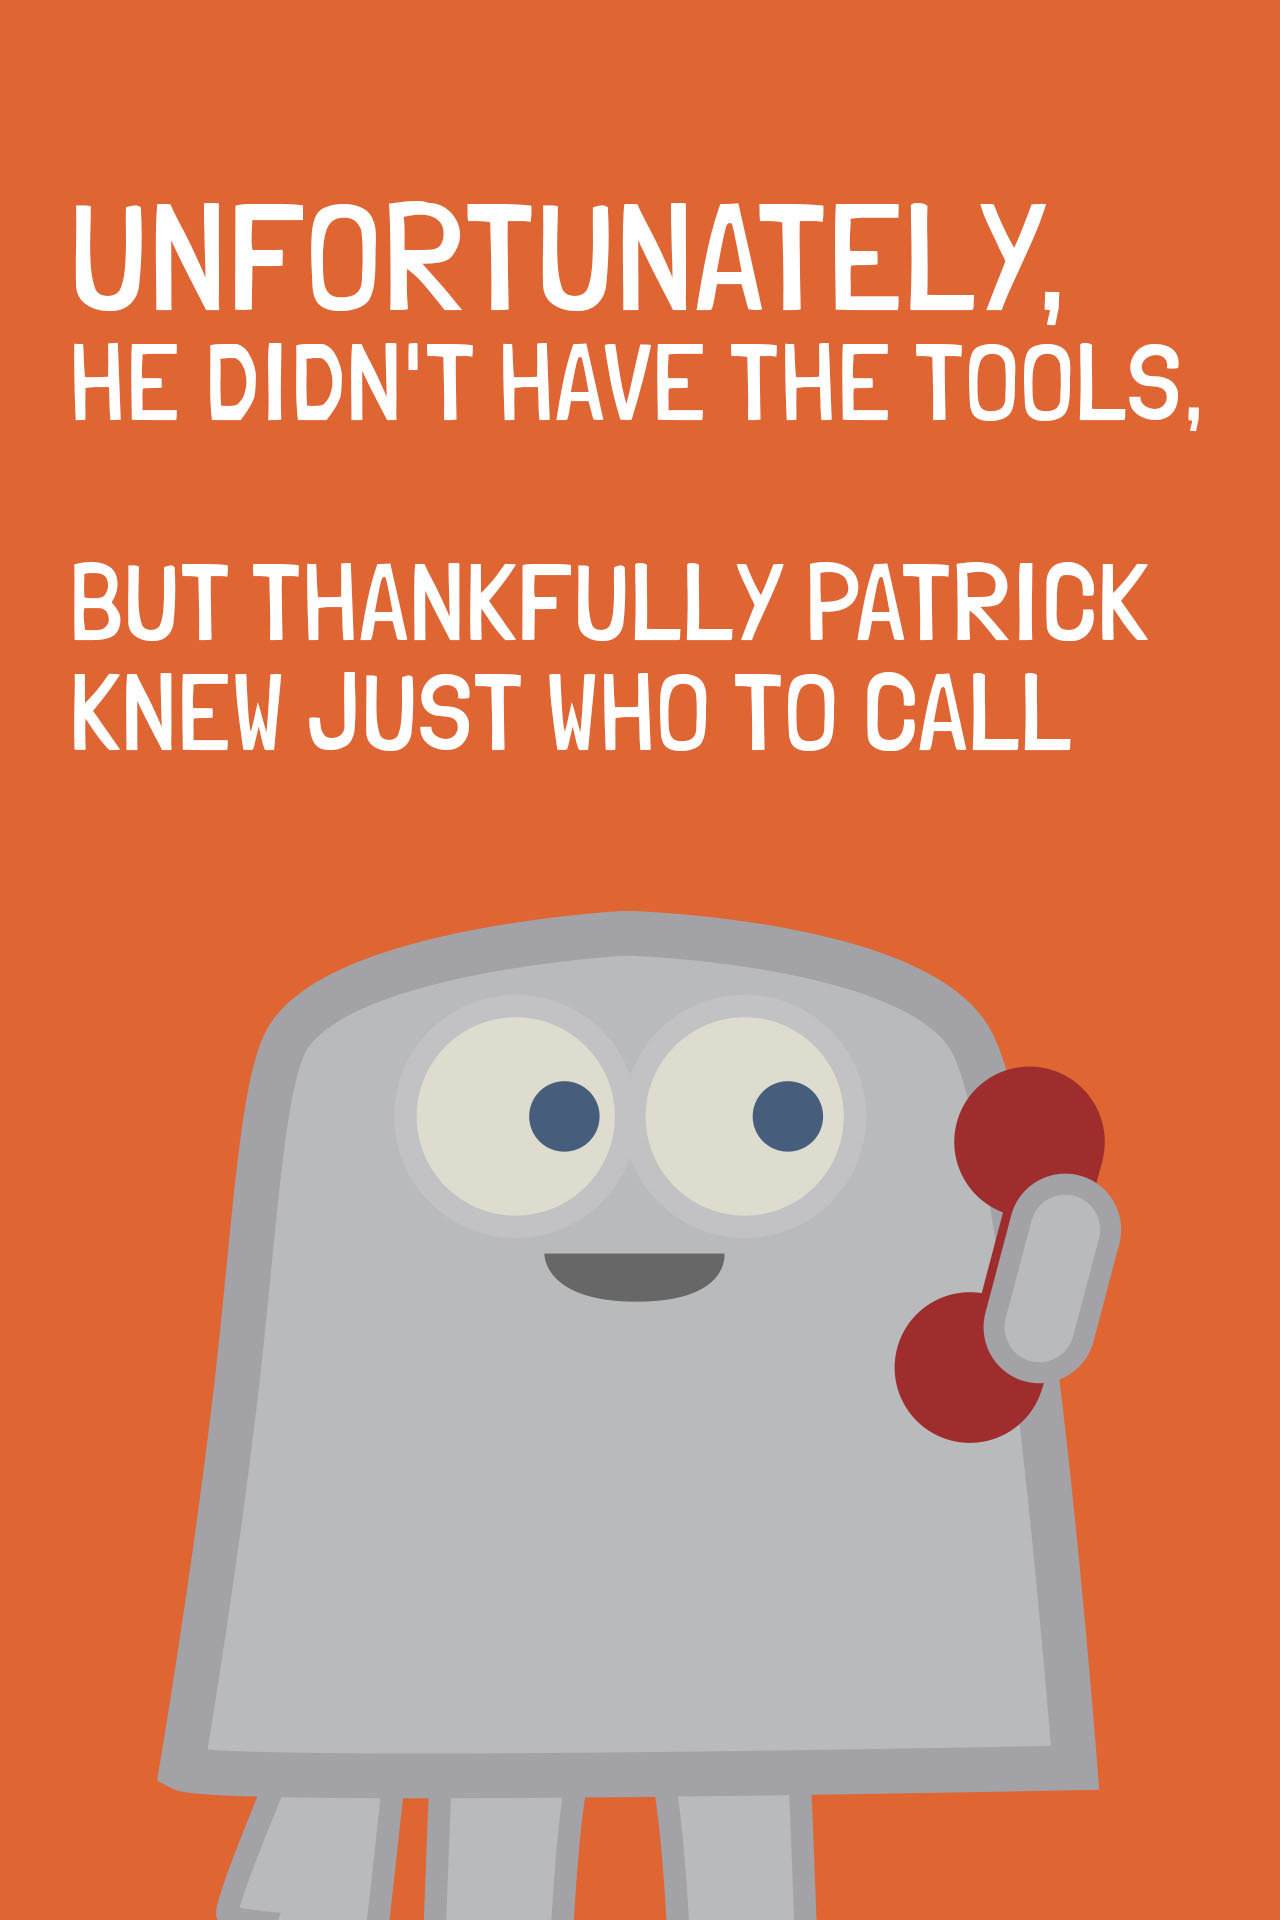 UNFORTUNATELY,
HE DIDN'T HAVE THE TOOLS,
BUT THANKFULLY PATRICK
KNEW JUST WHO TO CALL